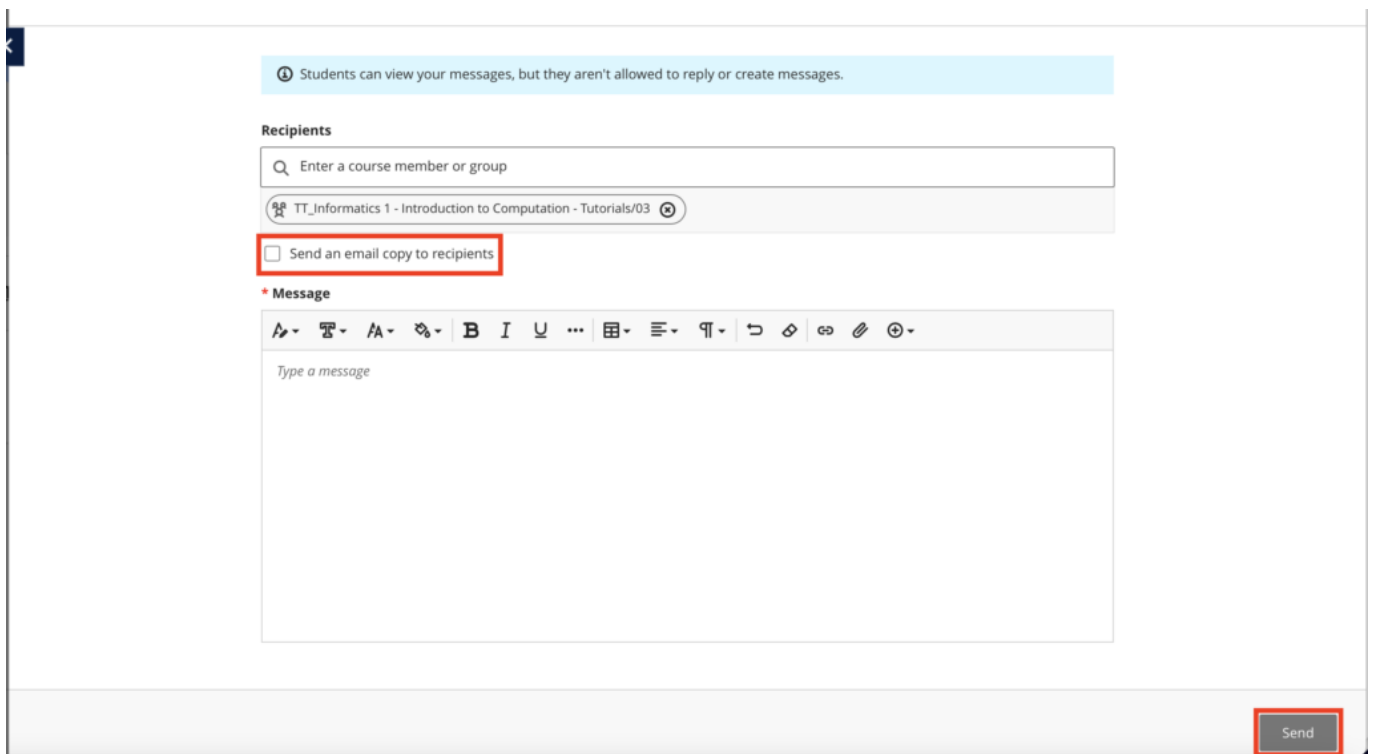 Students can view your messages, but they aren't allowed to reply or create messages.
Recipients
Enter a course member or group
TT_Informatics 1 - Introduction to Computation - Tutorials/03
Send an email copy to recipients
* Message
B I U
Type a message
Send